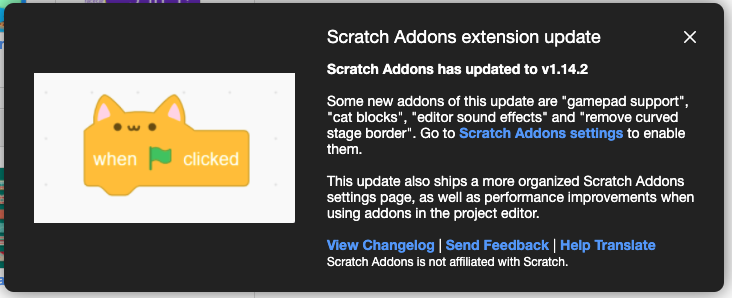 Scratch Addons extension update
Scratch Addons has updated to v1.14.2
Some new addons of this update are "gamepad support",
"cat blocks", "editor sound effects" and "remove curved
stage border". Go to Scratch Addons settings to enable
them.
This update also ships a more organized Scratch Addons
settings page, as well as performance improvements when
using addons in the project editor.
View Changelog | Send Feedback | Help Translate
Scratch Addons is not affiliated with Scratch.
when clicked